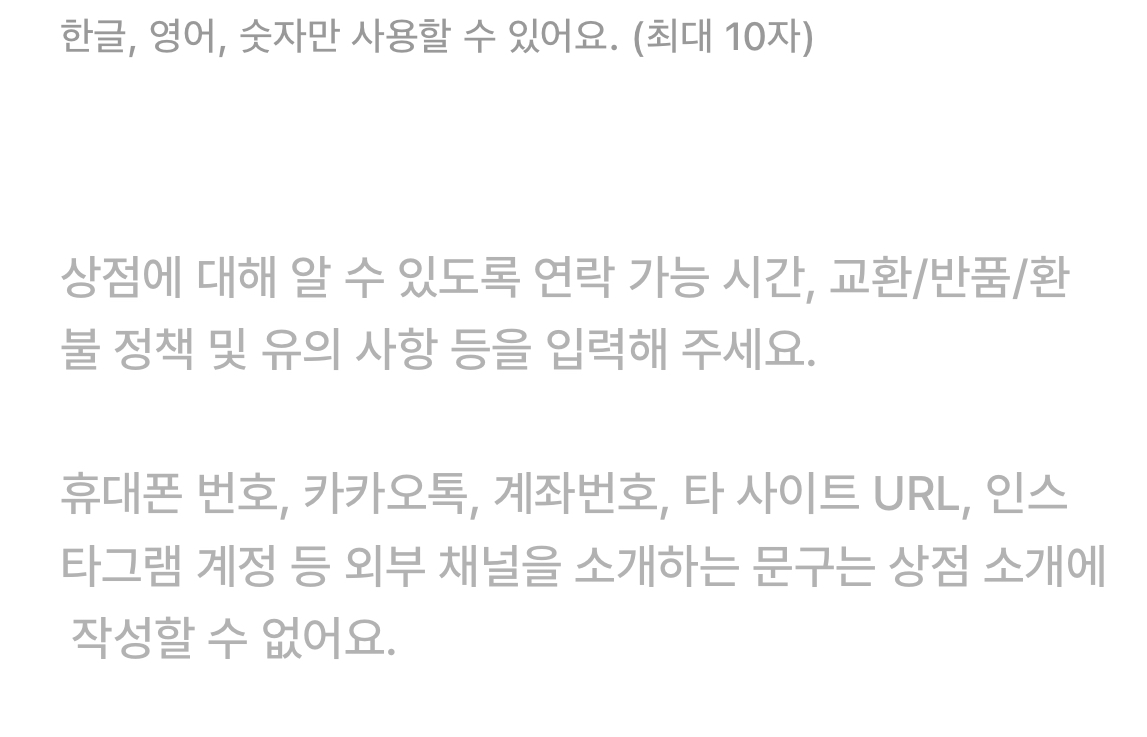 한글, 영어, 숫자만 사용할 수 있어요. (최대 10자)
상점에 대해 알 수 있도록 연락 가능 시간, 교환/반품/환
불 정책 및 유의 사항 등을 입력해 주세요.
휴대폰 번호, 카카오톡, 계좌번호, 타 사이트 URL, 인스
타그램 계정 등 외부 채널을 소개하는 문구는 상점 소개에
작성할 수 없어요.